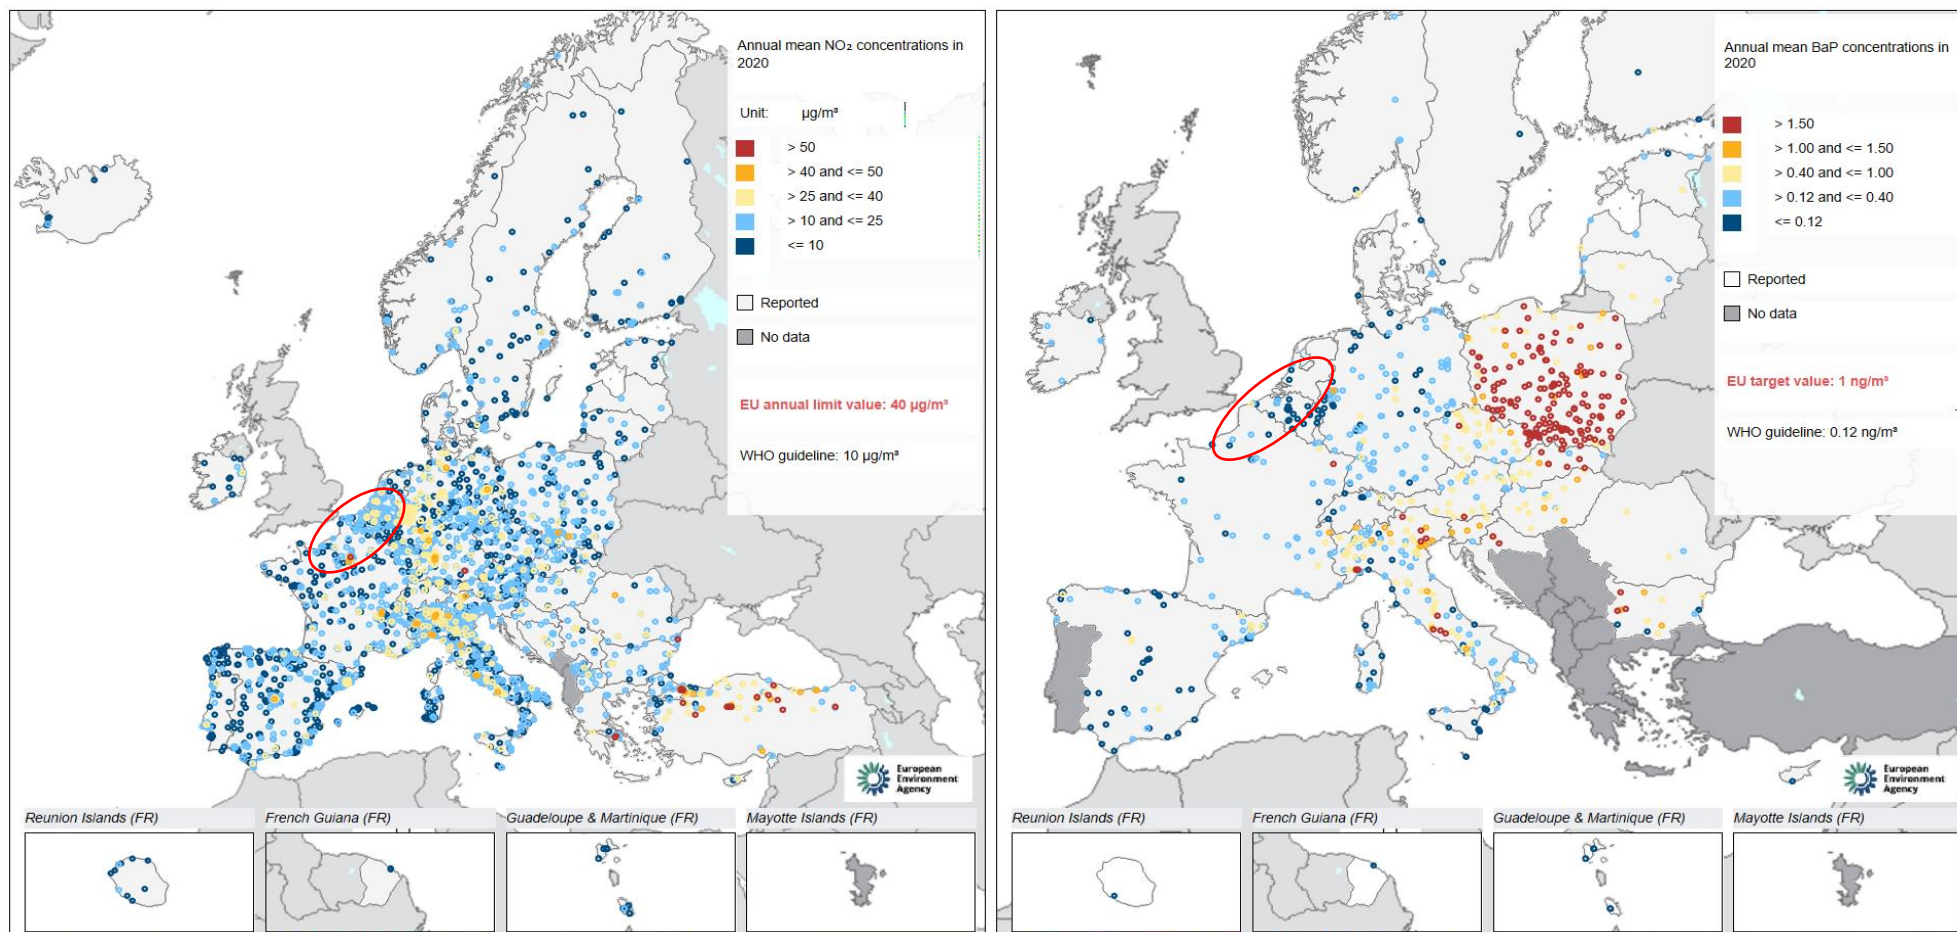 Annual mean NO₂ concentrations in
2020
Unit: µg/m³
> 50
> 40 and <= 50
> 25 and <= 40
> 10 and <= 25
<= 10
Reported
No data
EU annual limit value: 40 µg/m³
WHO guideline: 10 µg/m³
European
Environment
Agency
Reunion Islands (FR)
French Guiana (FR)
Guadeloupe & Martinique (FR)
Mayotte Islands (FR)
Annual mean BaP concentrations in
2020
> 1.50
> 1.00 and <= 1.50
> 0.40 and <= 1.00
> 0.12 and <= 0.40
<= 0.12
Reported
No data
EU target value: 1 ng/m³
WHO guideline: 0.12 ng/m³
European
Environment
Agency
Reunion Islands (FR)
French Guiana (FR)
Guadeloupe & Martinique (FR)
Mayotte Islands (FR)